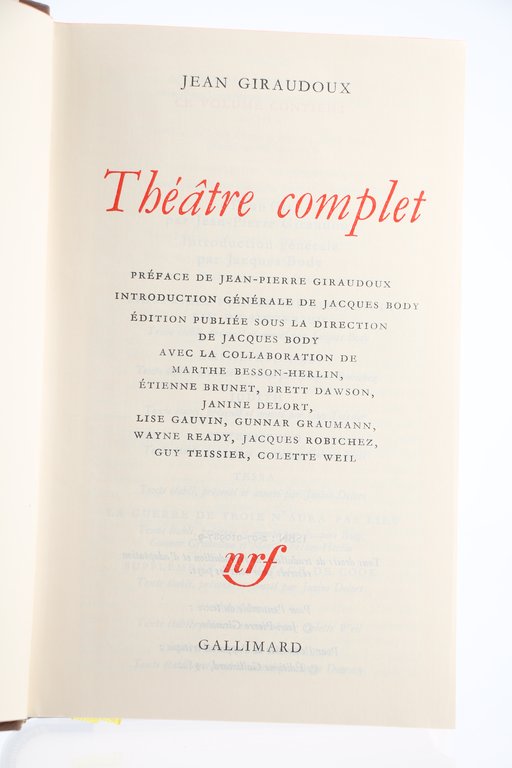 JEAN GIRAUDOUX
Théâtre complet
PRÉFACE DE JEAN-PIERRE GIRAUDOUX
INTRODUCTION GÉNÉRALE DE JACQUES BODY
ÉDITION PUBLIÉE SOUS LA DIRECTION
DE JACQUES BODY
AVEC LA COLLABORATION DE
MARTHE BESSON-HERLIN,
ÉTIENNE BRUNET, BRETT DAWSON,
JANINE DELORT,
LISE GAUVIN, GUNNAR GRAUMANN,
WAYNE READY, JACQUES ROBICHEZ,
GUY TEISSIER, COLETTE WEIL
nrf
GALLIMARD